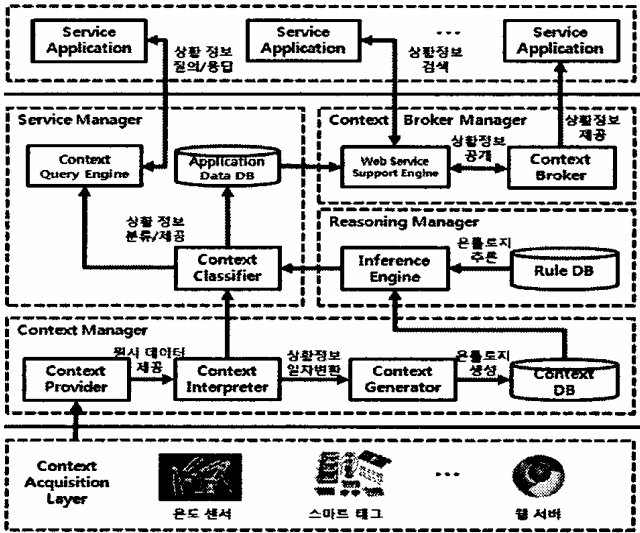 Service
Application
Service
Application
...
Service
Application
상황 정보
질의/응답
상황정보
검색
상황정보
제공
Service Manager
Context
Query Engine
Application
Data DB
상황 정보
분류/제공
Context
Classifier
Context Broker Manager
Web Service
Support Engine
상황정보
공개
Context
Broker
Reasoning Manager
Inference
Engine
온톨로지
추론
Rule DB
Context Manager
Context
Provider
원시 데이터
제공
Context
Interpreter
상황정보
일차변환
Context
Generator
온톨로지
생성
Context
DB
Context
Acquisition
Layer
온도 센서
스마트 태그
...
웹 서버